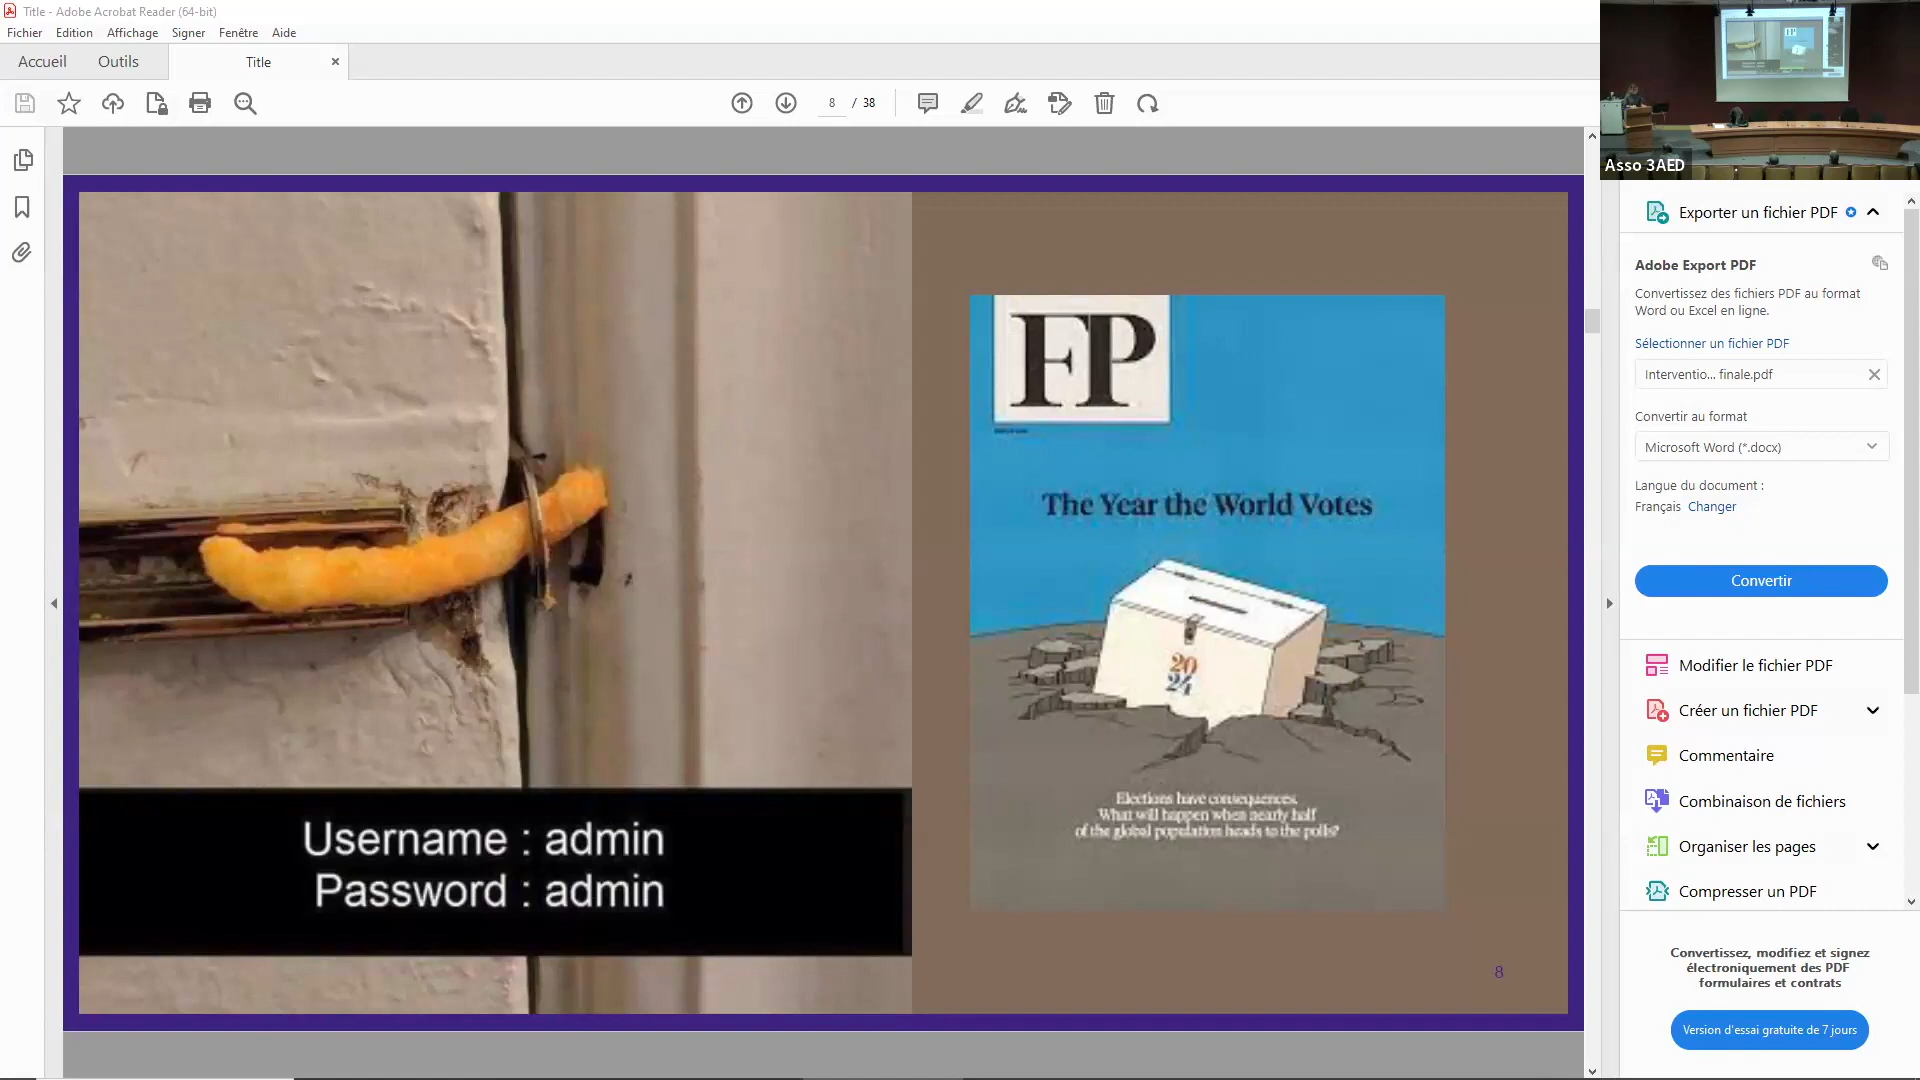 Title - Adobe Acrobat Reader (64-bit)
Fichier Edition Affichage Signer Fenêtre Aide
Accueil Outils Title
8 / 38
Asso 3AED
Exporter un fichier PDF
Adobe Export PDF
Convertissez des fichiers PDF au format
Word ou Excel en ligne.
Sélectionner un fichier PDF
Interventio... finale.pdf
Convertir au format
Microsoft Word (*.docx)
Langue du document :
Français Changer
Convertir
Modifier le fichier PDF
Créer un fichier PDF
Commentaire
Combinaison de fichiers
Organiser les pages
Compresser un PDF
Convertissez, modifiez et signez
électroniquement des PDF
formulaires et contrats
Version d'essai gratuite de 7 jours
Username : admin
Password : admin
FP
The Year the World Votes
20
24
Elections have consequences.
What will happen when nearly half
of the global population heads to the polls?
8